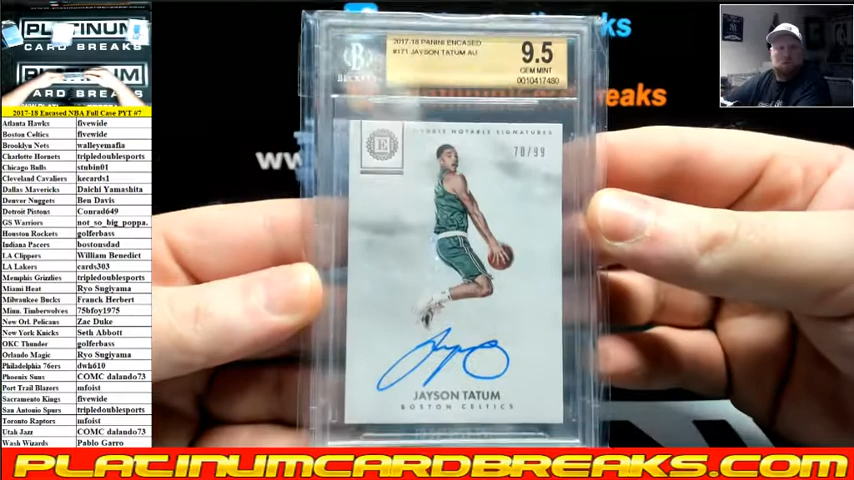 PLATINUM
CARD BREAKS
PLATINUM
CARD BREAKS
2017-18 Encased NBA Full Case PYT #7
Atlanta Hawks fivewide
Boston Celtics fivewide
Brooklyn Nets walleyemafia
Charlotte Hornets tripledoublesports
Chicago Bulls stubin01
Cleveland Cavaliers kecards1
Dallas Mavericks Daichi Yamashita
Denver Nuggets Ben Davis
Detroit Pistons Conrad649
GS Warriors not_so_big_poppa.
Houston Rockets golferbass
Indiana Pacers bostonsdad
LA Clippers William Benedict
LA Lakers cards303
Memphis Grizzlies tripledoublesports
Miami Heat Ryo Sugiyama
Milwaukee Bucks Franck Herbert
Minn. Timberwolves 75bfoy1975
New Orl. Pelicans Zac Duke
New York Knicks Seth Abbott
OKC Thunder golferbass
Orlando Magic Ryo Sugiyama
Philadelphia 76ers dwh610
Phoenix Suns COMC dalando73
Port Trail Blazers mfoist
Sacramento Kings fivewide
San Antonio Spurs tripledoublesports
Toronto Raptors mfoist
Utah Jazz COMC dalando73
Wash Wizards Pablo Garro
ks
eaks
ww
BECKETT
2017-18 PANINI ENCASED
#171 JAYSON TATUM AU
9.5
GEM MINT
0010417480
E
NOTABLE SIGNATURES
70/99
JAYSON TATUM
BOSTON CELTICS
PLATINUMCARDBREAKS.COM